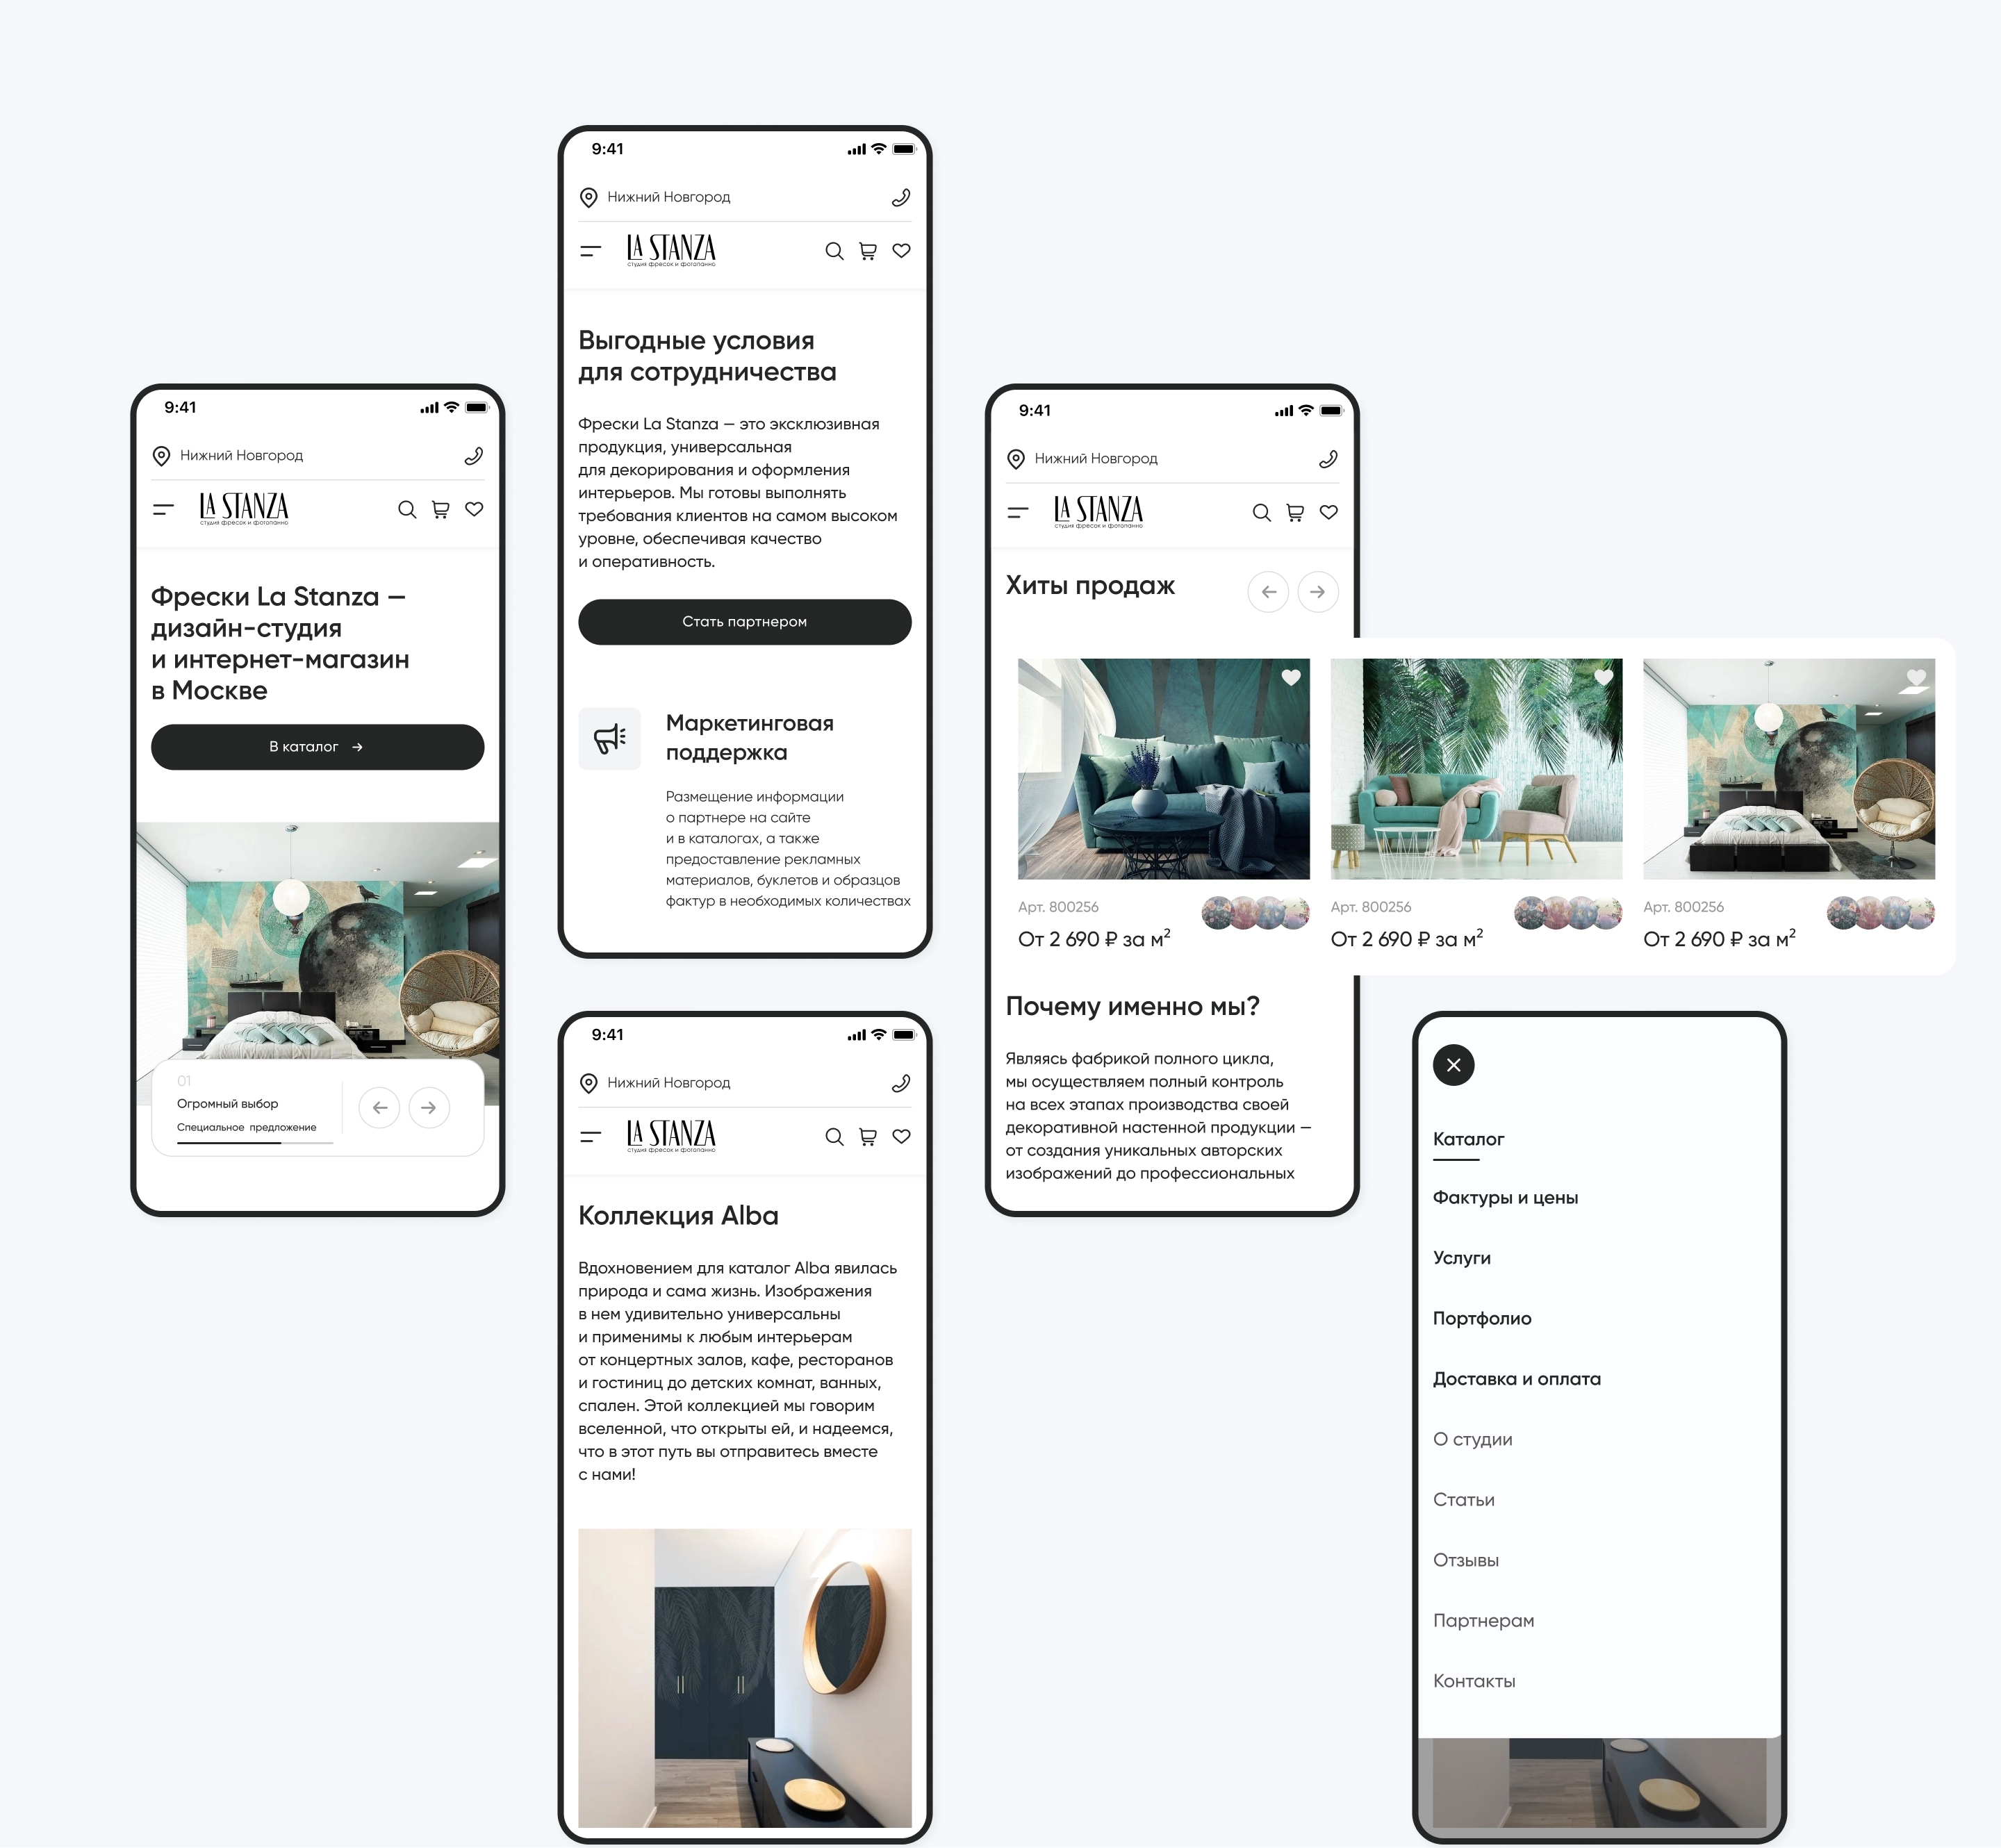 9:41
Нижний Новгород
LA STANZA
студия фресок и фотопанно
Фрески La Stanza —
дизайн-студия
и интернет-магазин
в Москве
В каталог →
01
Огромный выбор
Специальное предложение
9:41
Нижний Новгород
LA STANZA
студия фресок и фотопанно
Выгодные условия
для сотрудничества
Фрески La Stanza — это эксклюзивная
продукция, универсальная
для декорирования и оформления
интерьеров. Мы готовы выполнять
требования клиентов на самом высоком
уровне, обеспечивая качество
и оперативность.
Стать партнером
Маркетинговая
поддержка
Размещение информации
о партнере на сайте
и в каталогах, а также
предоставление рекламных
материалов, буклетов и образцов
фактур в необходимых количествах
9:41
Нижний Новгород
LA STANZA
студия фресок и фотопанно
Коллекция Alba
Вдохновением для каталог Alba явилась
природа и сама жизнь. Изображения
в нем удивительно универсальны
и применимы к любым интерьерам
от концертных залов, кафе, ресторанов
и гостиниц до детских комнат, ванных,
спален. Этой коллекцией мы говорим
вселенной, что открыты ей, и надеемся,
что в этот путь вы отправитесь вместе
с нами!
9:41
Нижний Новгород
LA STANZA
студия фресок и фотопанно
Хиты продаж
Арт. 800256
От 2 690 ₽ за м²
Арт. 800256
От 2 690 ₽ за м²
Арт. 800256
От 2 690 ₽ за м²
Почему именно мы?
Являясь фабрикой полного цикла,
мы осуществляем полный контроль
на всех этапах производства своей
декоративной настенной продукции —
от создания уникальных авторских
изображений до профессиональных
Каталог
Фактуры и цены
Услуги
Портфолио
Доставка и оплата
О студии
Статьи
Отзывы
Партнерам
Контакты